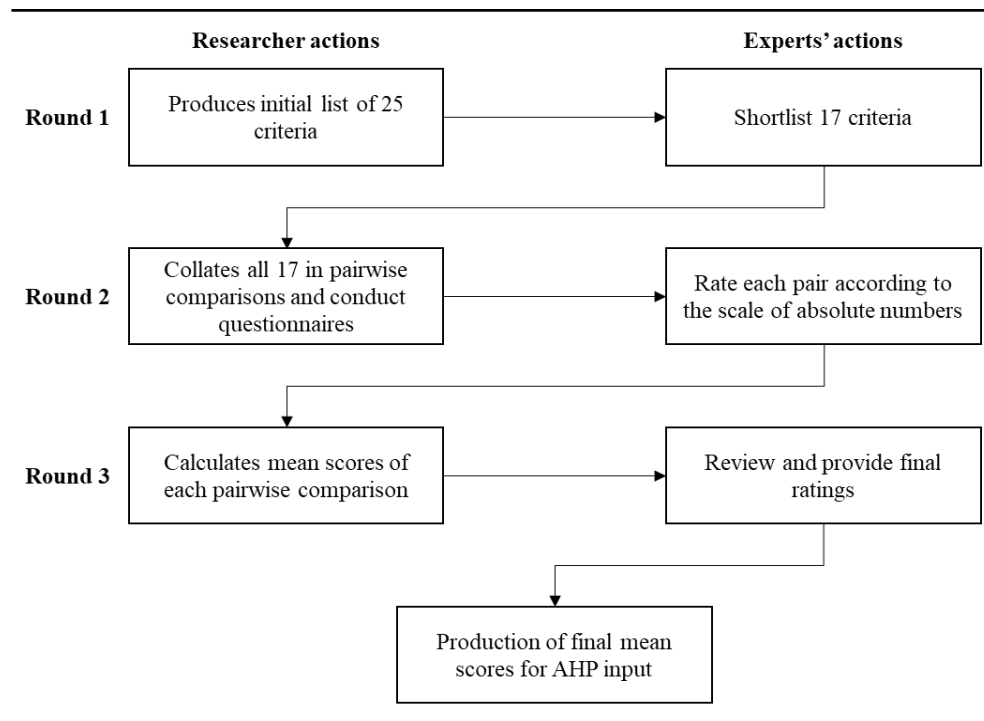 Researcher actions
Experts’ actions
Round 1
Produces initial list of 25
criteria
Shortlist 17 criteria
Round 2
Collates all 17 in pairwise
comparisons and conduct
questionnaires
Rate each pair according to
the scale of absolute numbers
Round 3
Calculates mean scores of
each pairwise comparison
Review and provide final
ratings
Production of final mean
scores for AHP input